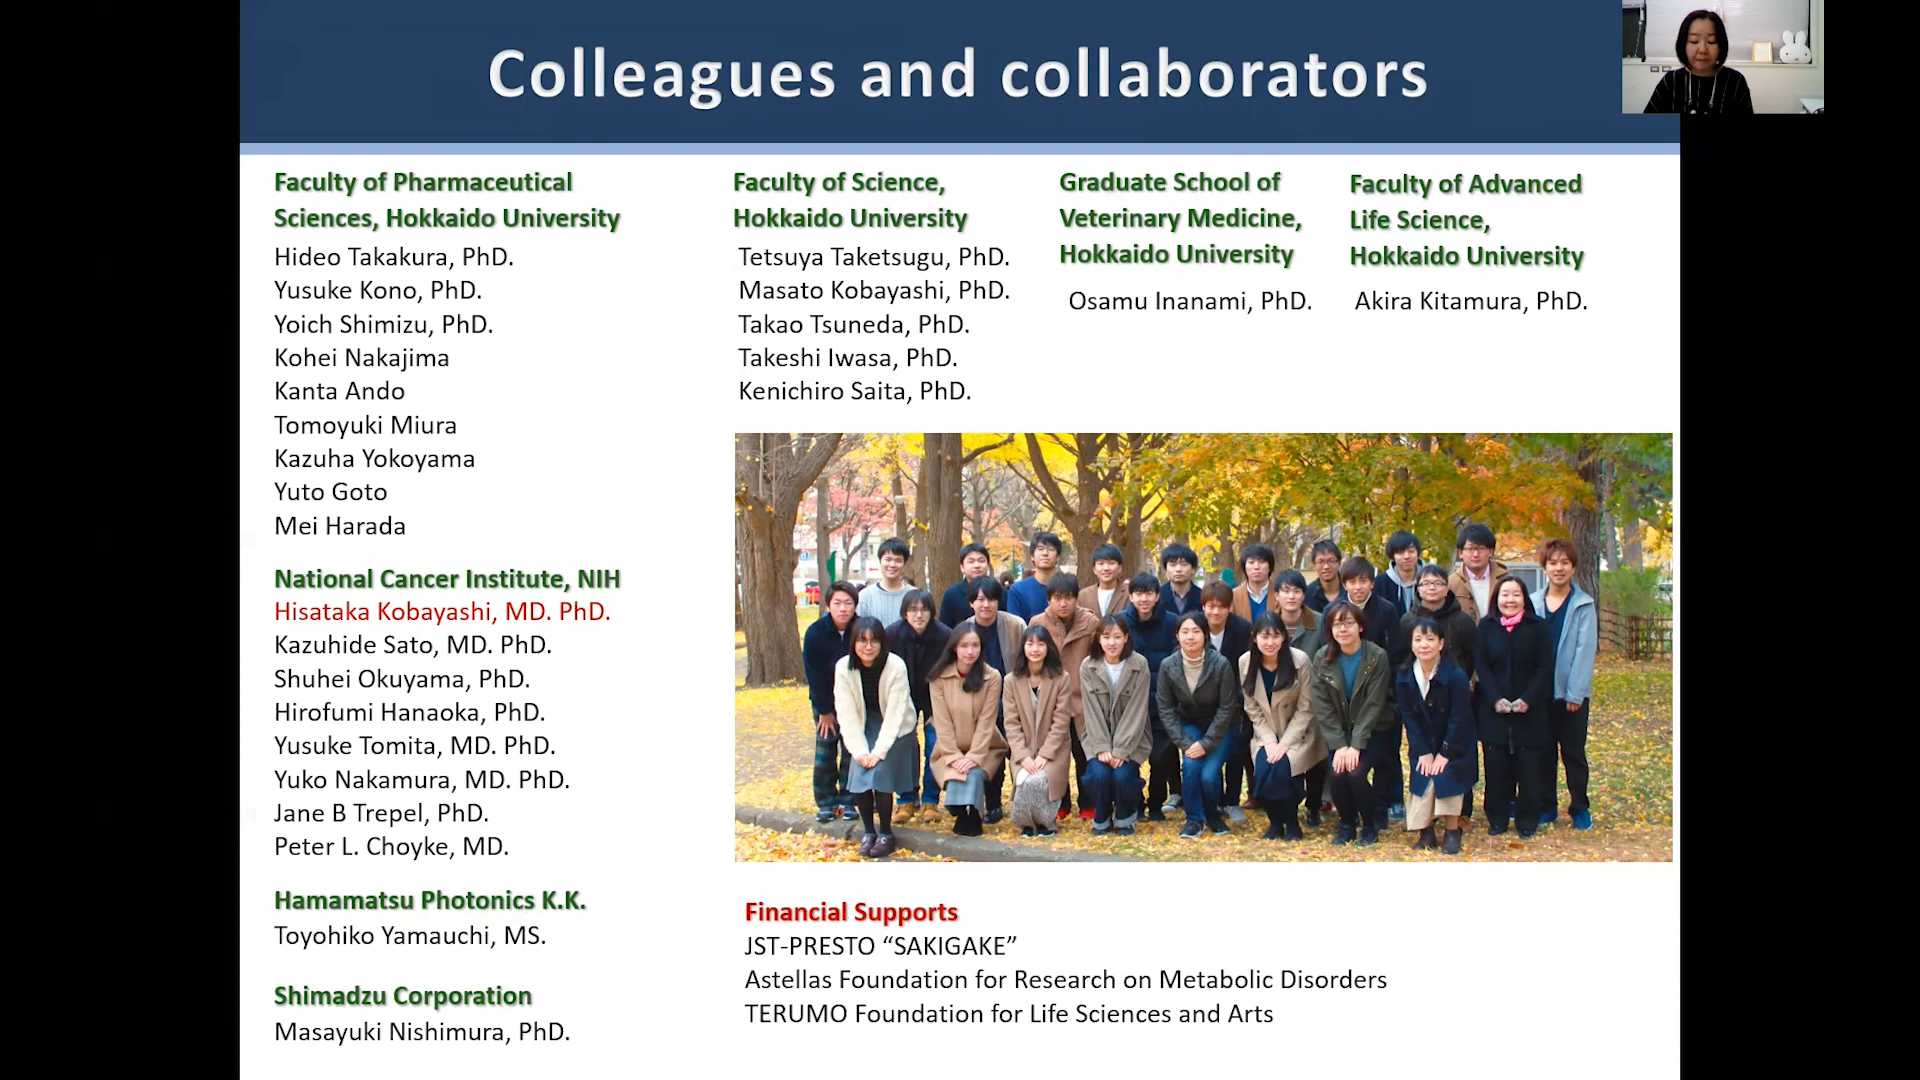 Colleagues and collaborators
Faculty of Pharmaceutical
Sciences, Hokkaido University
Hideo Takakura, PhD.
Yusuke Kono, PhD.
Yoich Shimizu, PhD.
Kohei Nakajima
Kanta Ando
Tomoyuki Miura
Kazuha Yokoyama
Yuto Goto
Mei Harada
National Cancer Institute, NIH
Hisataka Kobayashi, MD. PhD.
Kazuhide Sato, MD. PhD.
Shuhei Okuyama, PhD.
Hirofumi Hanaoka, PhD.
Yusuke Tomita, MD. PhD.
Yuko Nakamura, MD. PhD.
Jane B Trepel, PhD.
Peter L. Choyke, MD.
Hamamatsu Photonics K.K.
Toyohiko Yamauchi, MS.
Shimadzu Corporation
Masayuki Nishimura, PhD.
Faculty of Science,
Hokkaido University
Tetsuya Taketsugu, PhD.
Masato Kobayashi, PhD.
Takao Tsuneda, PhD.
Takeshi Iwasa, PhD.
Kenichiro Saita, PhD.
Graduate School of
Veterinary Medicine,
Hokkaido University
Osamu Inanami, PhD.
Faculty of Advanced
Life Science,
Hokkaido University
Akira Kitamura, PhD.
Financial Supports
JST-PRESTO “SAKIGAKE”
Astellas Foundation for Research on Metabolic Disorders
TERUMO Foundation for Life Sciences and Arts